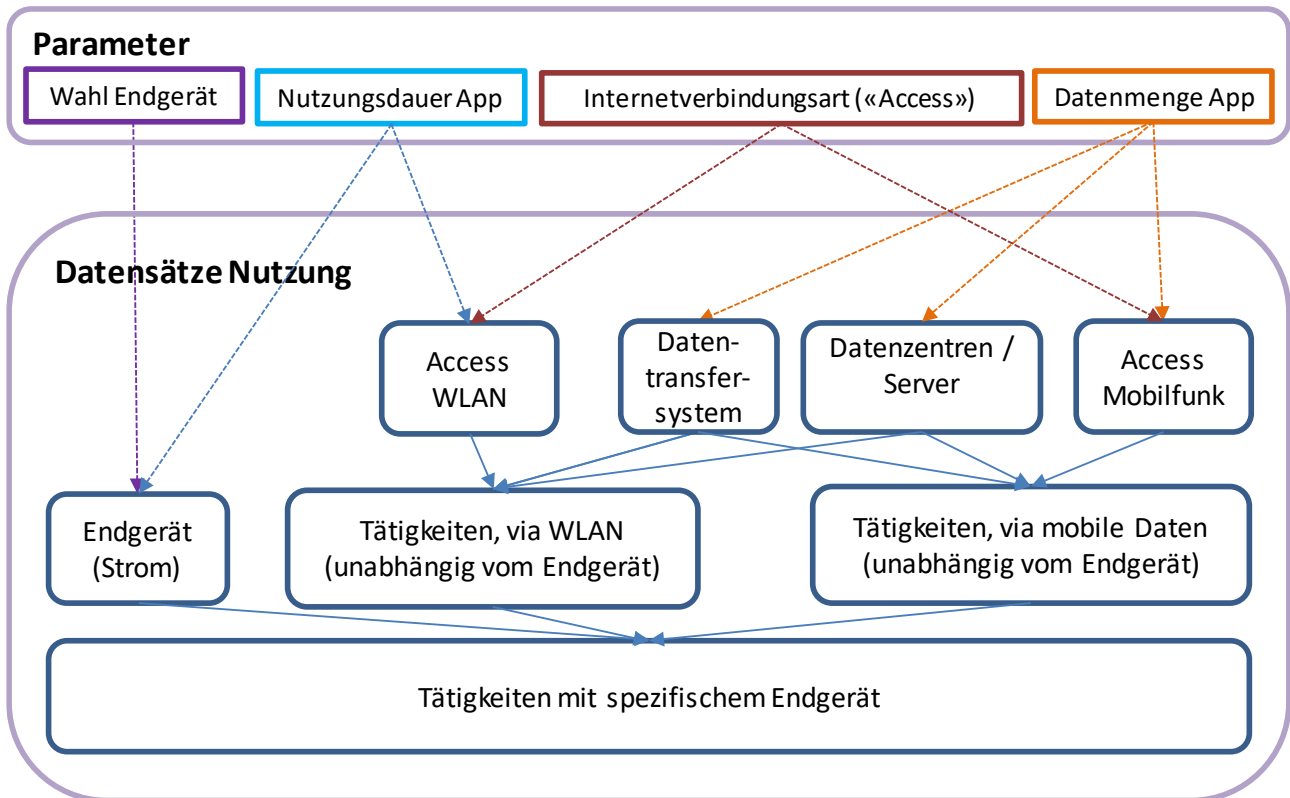 Parameter
Wahl Endgerät
Nutzungsdauer App
Internetverbindungsart («Access»)
Datenmenge App
Datensätze Nutzung
Access
WLAN
Daten-
transfer-
system
Datenzentren /
Server
Access
Mobilfunk
Endgerät
(Strom)
Tätigkeiten, via WLAN
(unabhängig vom Endgerät)
Tätigkeiten, via mobile Daten
(unabhängig vom Endgerät)
Tätigkeiten mit spezifischem Endgerät